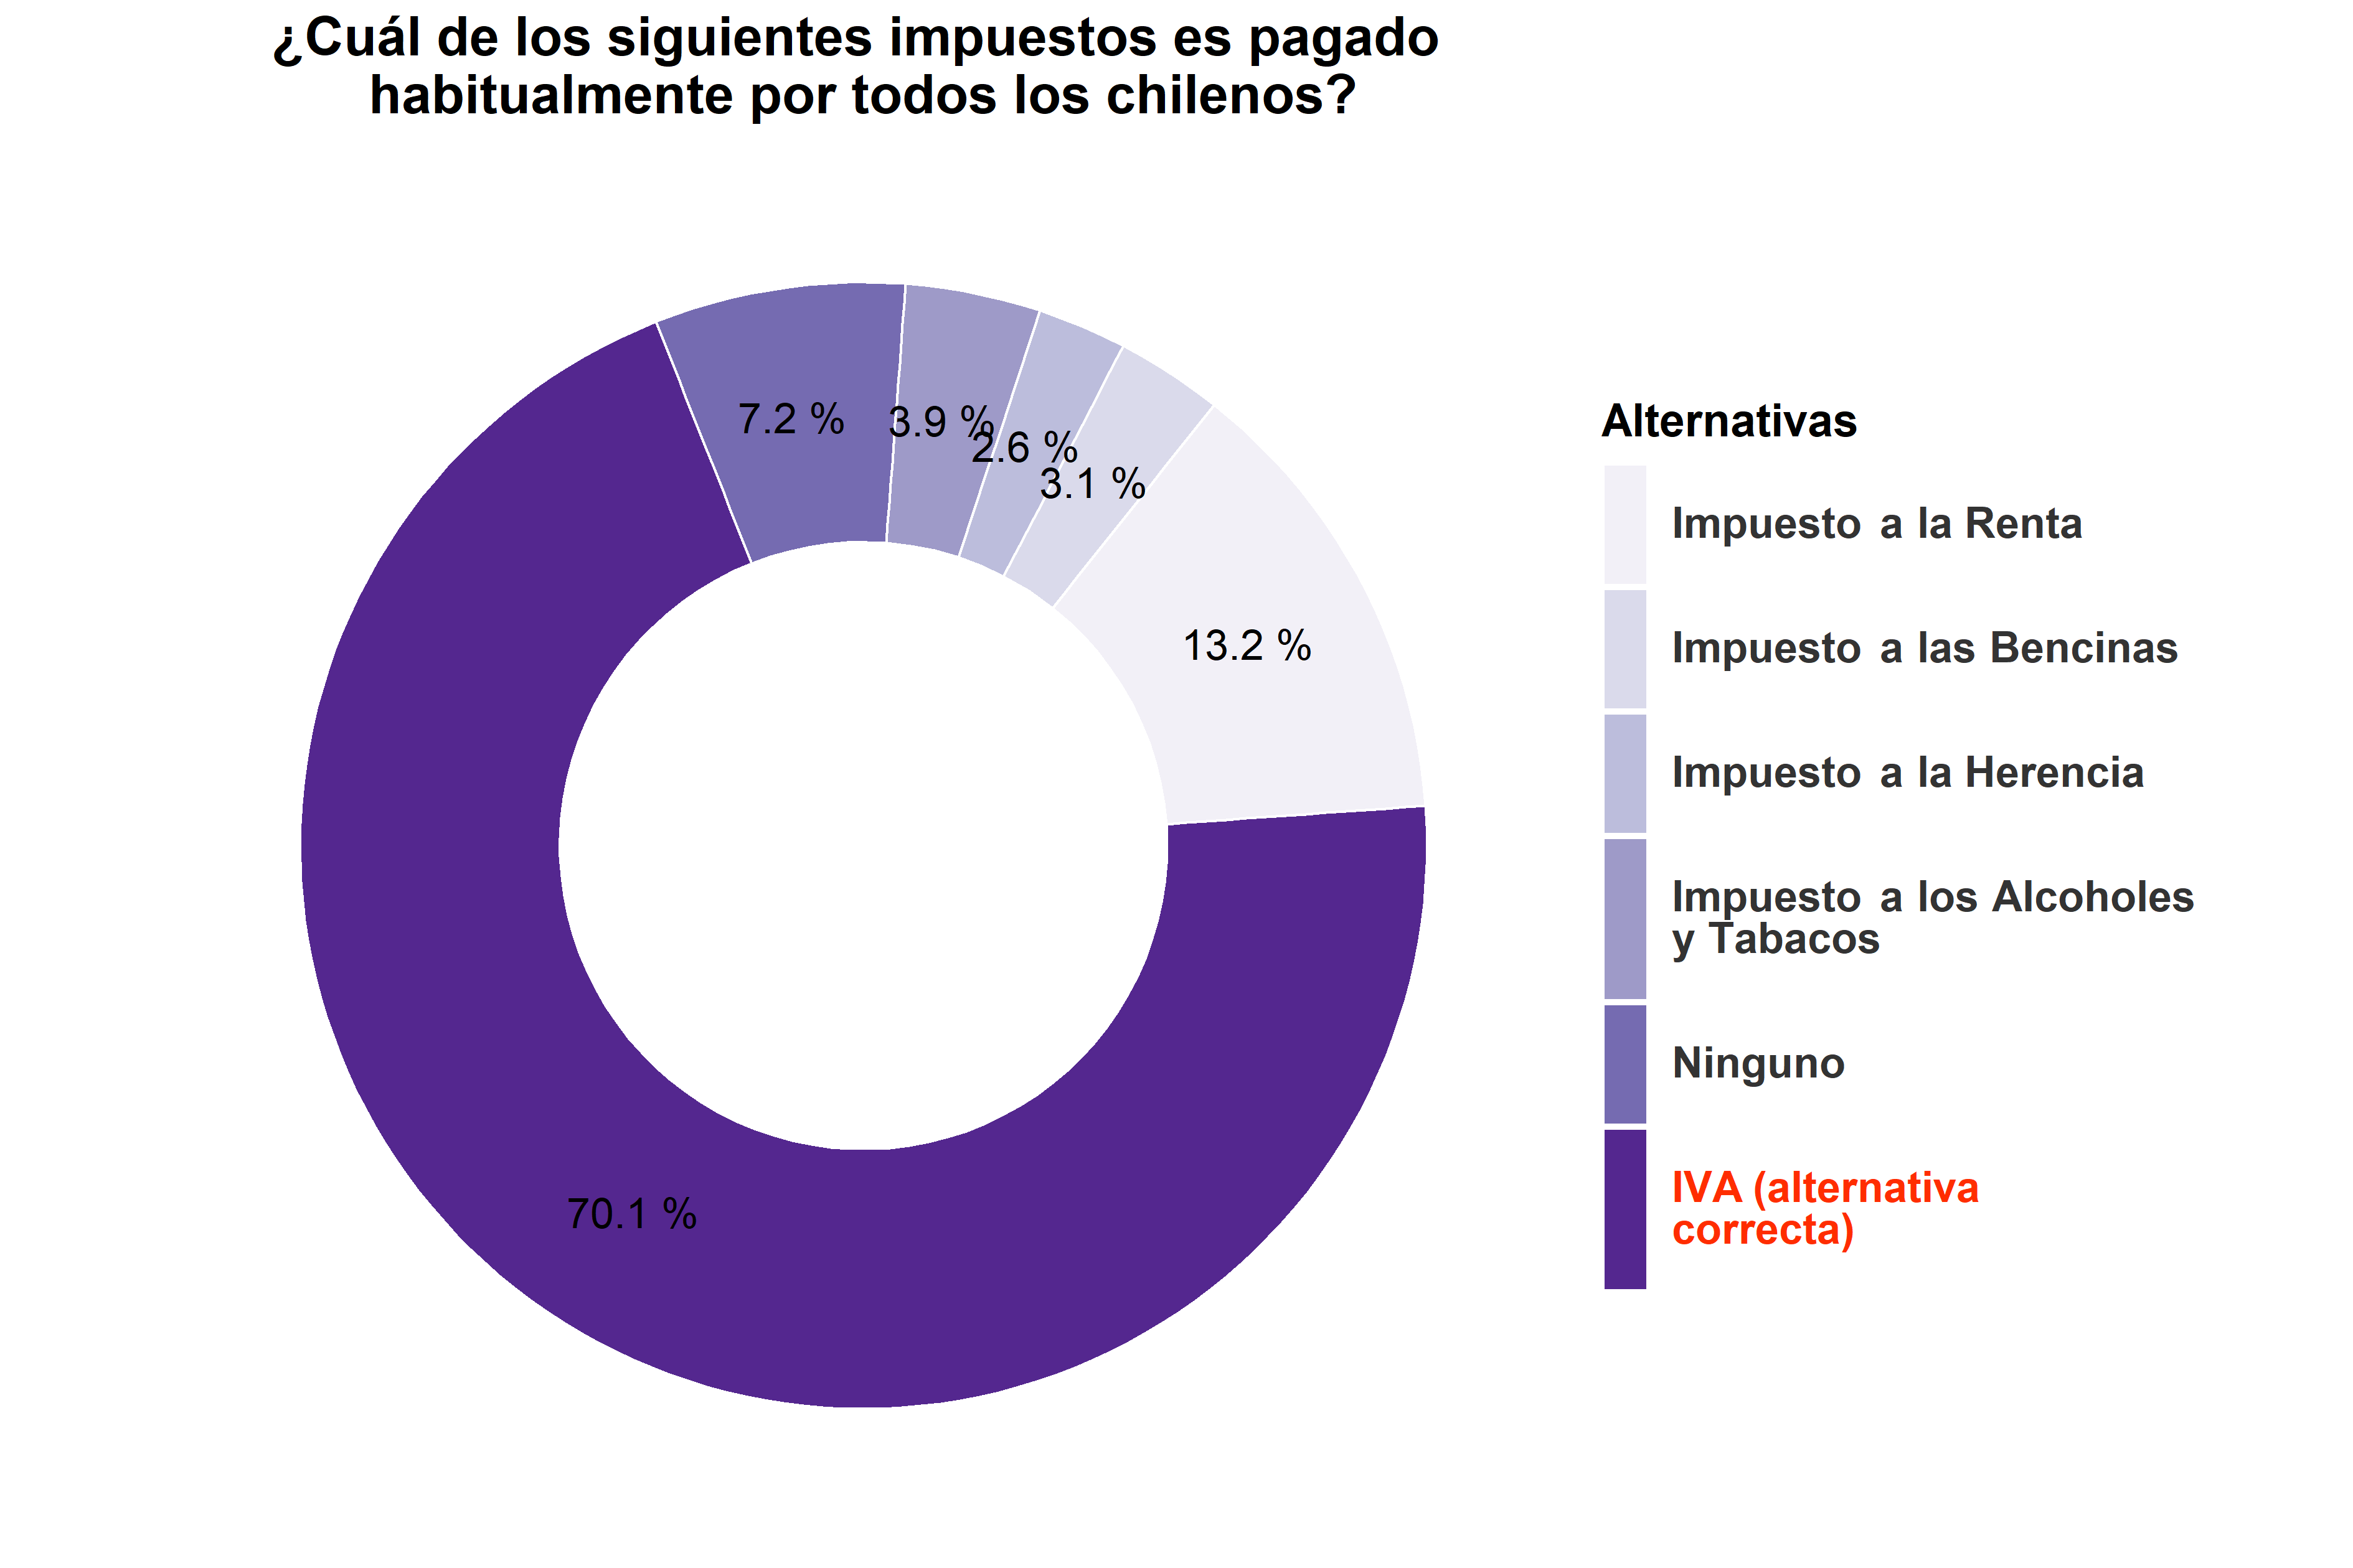 ¿Cuál de los siguientes impuestos es pagado
habitualmente por todos los chilenos?
7.2 %
3.9 %
2.6 %
3.1 %
13.2 %
70.1 %
Alternativas
Impuesto a la Renta
Impuesto a las Bencinas
Impuesto a la Herencia
Impuesto a los Alcoholes
y Tabacos
Ninguno
IVA (alternativa
correcta)